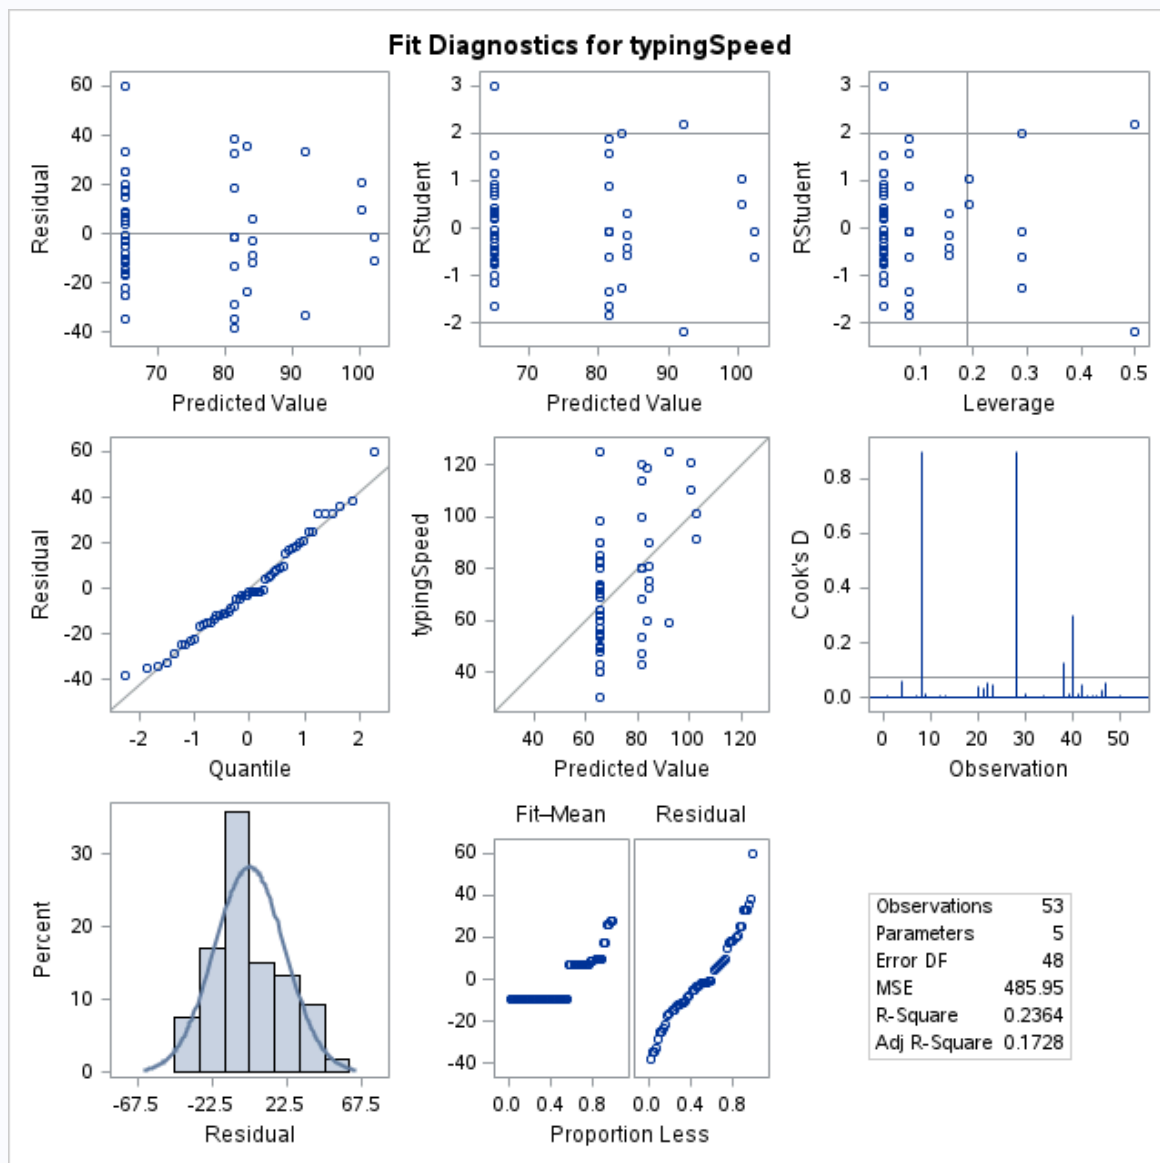 Fit Diagnostics for typingSpeed
60
40
20
0
-20
-40
Residual
70 80 90 100
Predicted Value
3
2
1
0
-1
-2
RStudent
70 80 90 100
Predicted Value
3
2
1
0
-1
-2
RStudent
0.1 0.2 0.3 0.4 0.5
Leverage
60
40
20
0
-20
-40
Residual
-2 -1 0 1 2
Quantile
120
100
80
60
40
typingSpeed
40 60 80 100 120
Predicted Value
0.8
0.6
0.4
0.2
0.0
Cook's D
0 10 20 30 40 50
Observation
30
20
10
0
Percent
-67.5 -22.5 22.5 67.5
Residual
Fit–Mean Residual
60
40
20
0
-20
-40
0.0 0.4 0.8 0.0 0.4 0.8
Proportion Less
Observations 53
Parameters 5
Error DF 48
MSE 485.95
R-Square 0.2364
Adj R-Square 0.1728